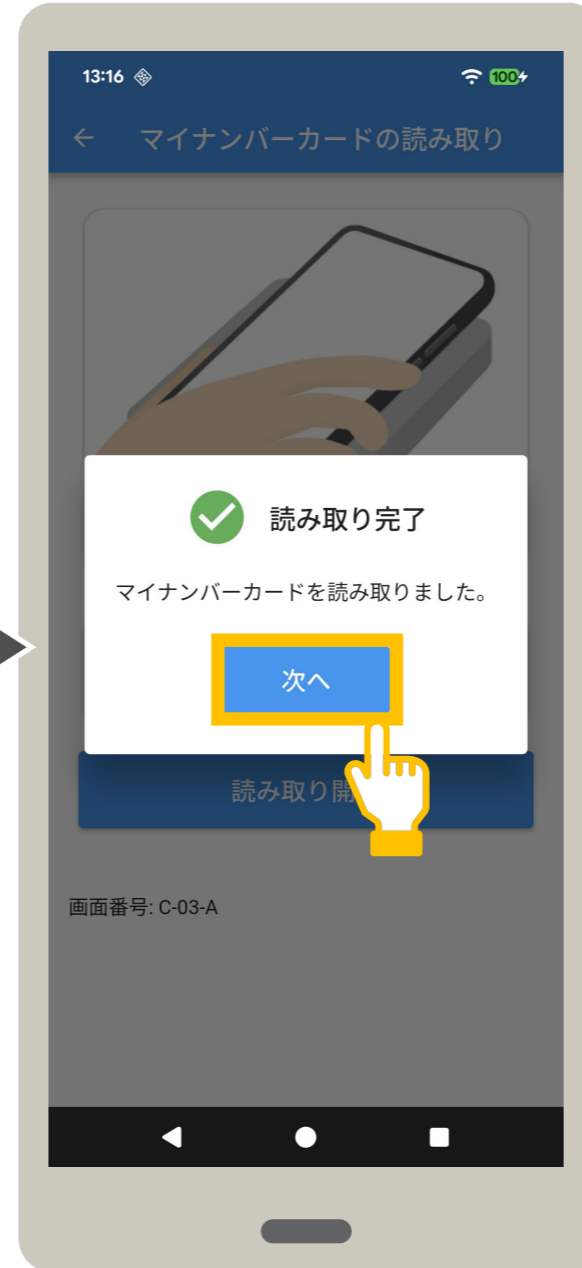 13:16
100
マイナンバーカードの読み取り
読み取り完了
マイナンバーカードを読み取りました。
次へ
読み取り開
画面番号: C-03-A